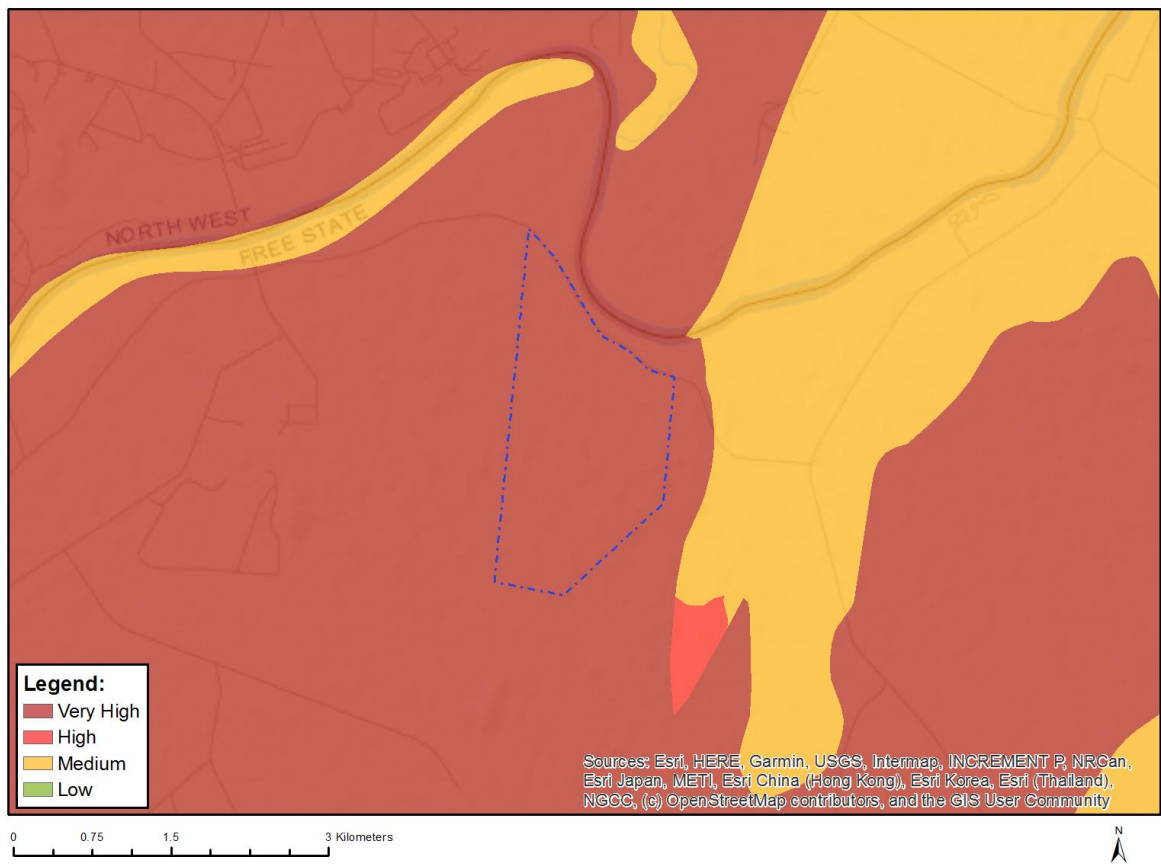 NORTH WEST
FREE STATE
Legend:
Very High
High
Medium
Low
Sources: Esri, HERE, Garmin, USGS, Intermap, INCREMENT P, NRCan,
Esri Japan, METI, Esri China (Hong Kong), Esri Korea, Esri (Thailand),
NGCC, (c) OpenStreetMap contributors, and the GIS User Community
0 0.75 1.5 3 Kilometers
N